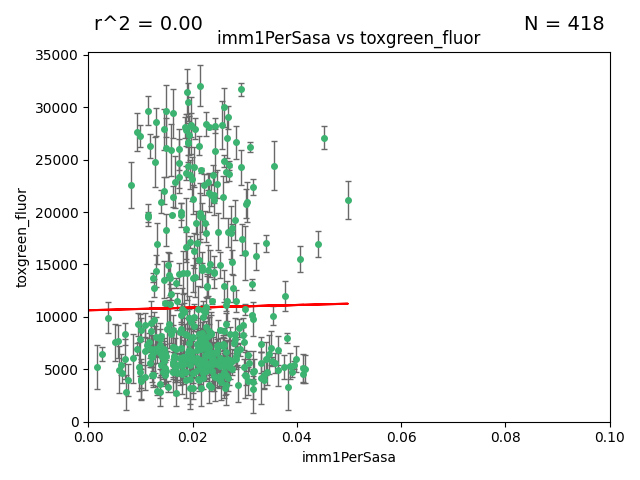 r^2 = 0.00
N = 418
imm1PerSasa vs toxgreen_fluor
35000
30000
25000
20000
15000
10000
5000
0
toxgreen_fluor
0.00
0.02
0.04
0.06
0.08
0.10
imm1PerSasa